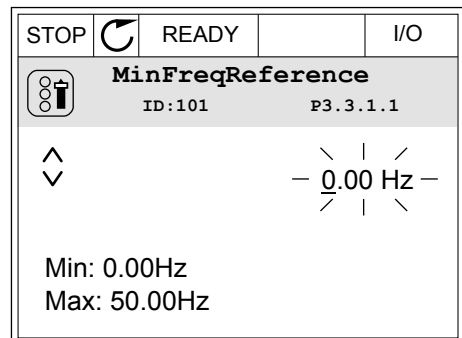 STOP READY I/O
MinFreqReference
ID:101 P3.3.1.1
0.00 Hz
Min: 0.00Hz
Max: 50.00Hz